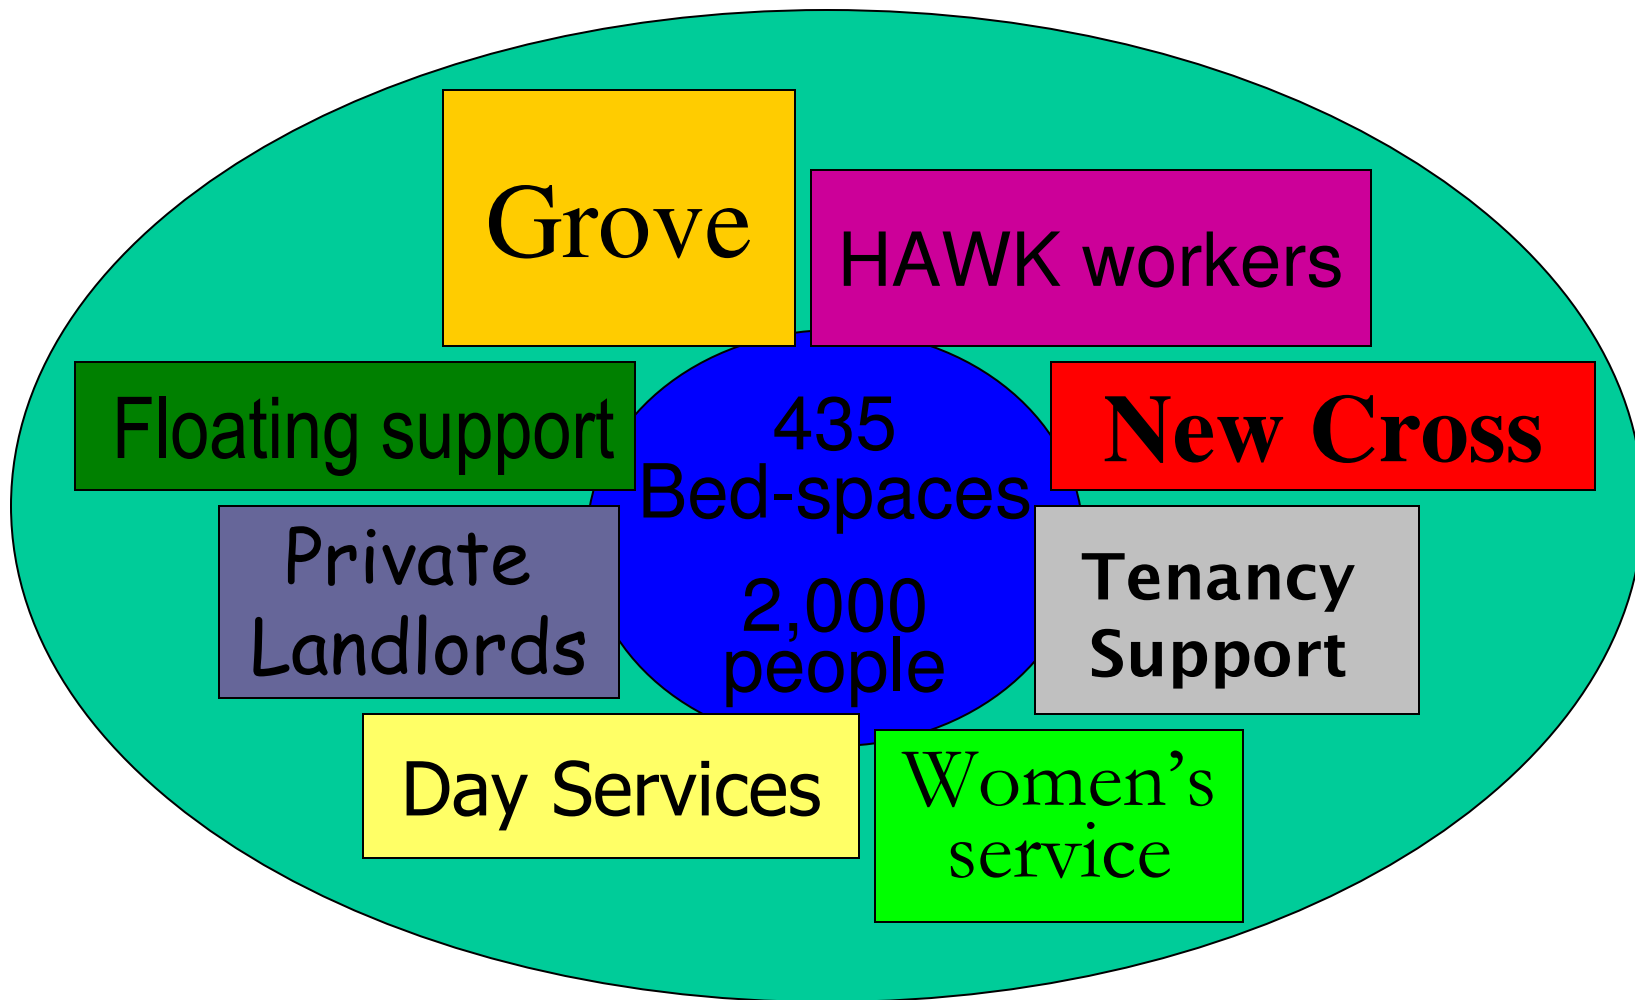 Grove
HAWK workers
Floating support
435
Bed-spaces
2,000
people
New Cross
Private
Landlords
Tenancy
Support
Day Services
Women’s
service